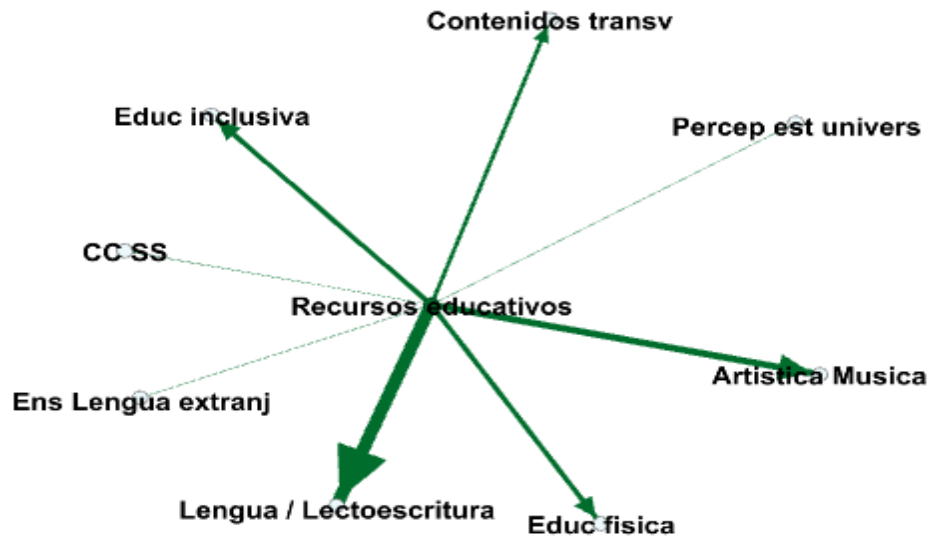 Contenidos transv
Educ inclusiva
Percep est univers
CC SS
Recursos educativos
Artistica Musica
Ens Lengua extranj
Lengua / Lectoescritura
Educ fisica